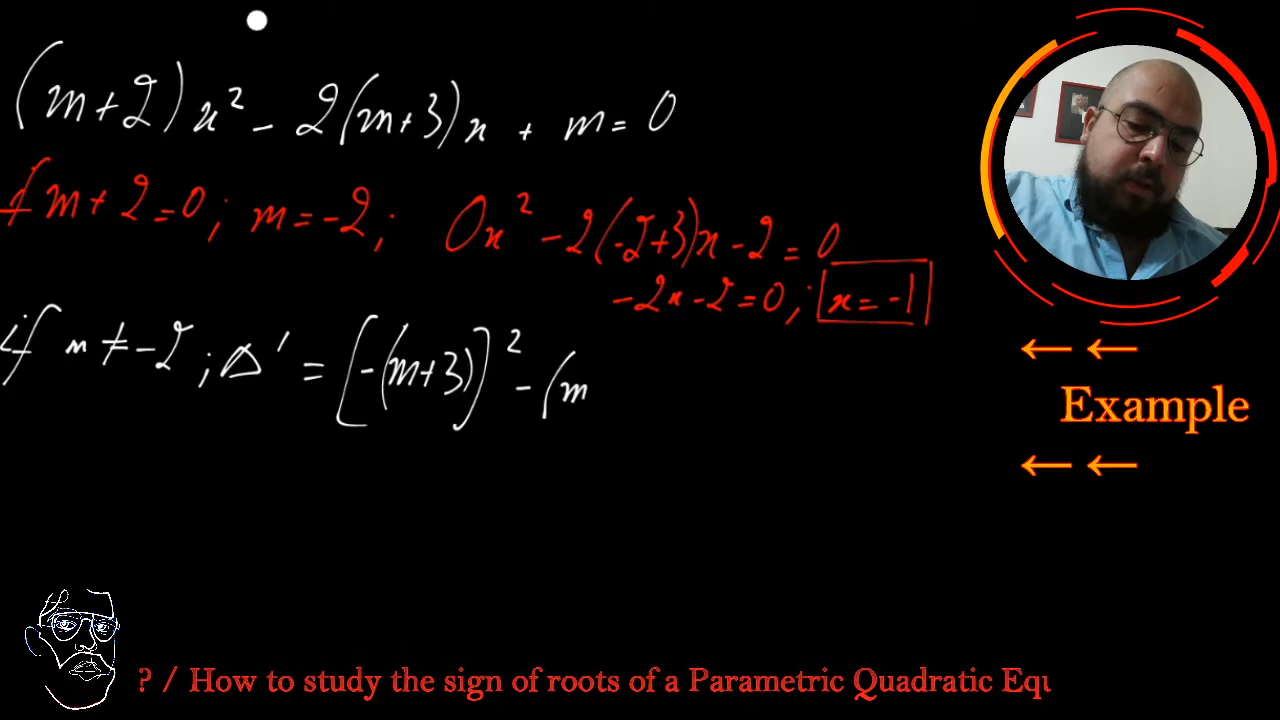 (m+2)x² - 2(m+3)x + m = 0
if m+2=0; m=-2; 0x² - 2(-2+3)x - 2 = 0
-2x-2=0; x=-1
if m≠-2; Δ' = [-(m+3)]² - (m
← ←
Example
← ←
? / How to study the sign of roots of a Parametric Quadratic Equ